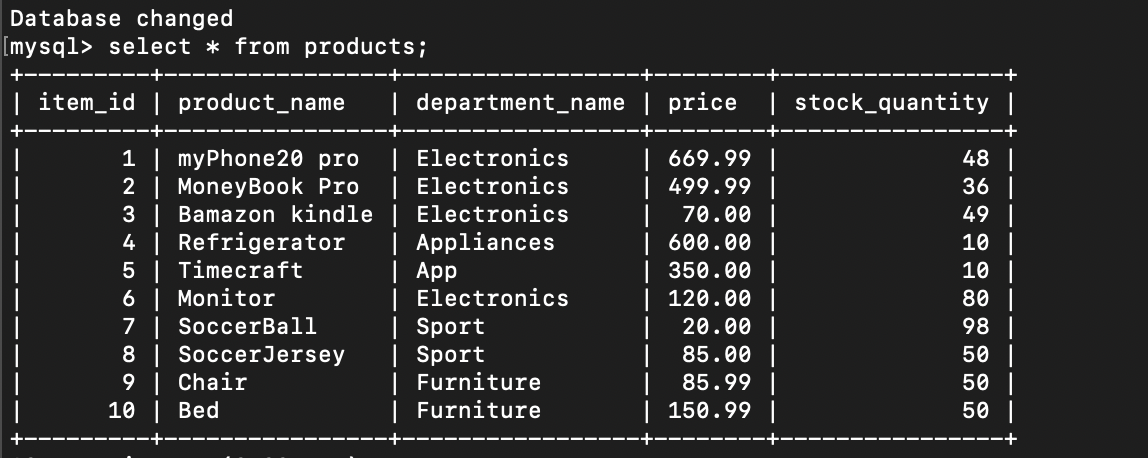 Database changed
[mysql> select * from products;
+---------+----------------+-----------------+--------+----------------+
| item_id | product_name   | department_name | price  | stock_quantity |
+---------+----------------+-----------------+--------+----------------+
|       1 | myPhone20 pro  | Electronics     | 669.99 |             48 |
|       2 | MoneyBook Pro  | Electronics     | 499.99 |             36 |
|       3 | Bamazon kindle | Electronics     |  70.00 |             49 |
|       4 | Refrigerator   | Appliances      | 600.00 |             10 |
|       5 | Timecraft      | App             | 350.00 |             10 |
|       6 | Monitor        | Electronics     | 120.00 |             80 |
|       7 | SoccerBall     | Sport           |  20.00 |             98 |
|       8 | SoccerJersey   | Sport           |  85.00 |             50 |
|       9 | Chair          | Furniture       |  85.99 |             50 |
|      10 | Bed            | Furniture       | 150.99 |             50 |
+---------+----------------+-----------------+--------+----------------+